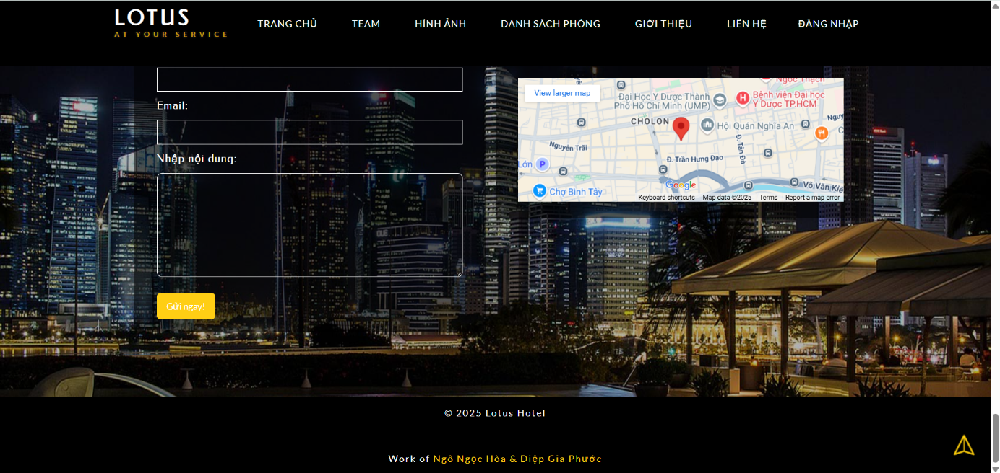 LOTUS
AT YOUR SERVICE
TRANG CHỦ TEAM HÌNH ẢNH DANH SÁCH PHÒNG GIỚI THIỆU LIÊN HỆ ĐĂNG NHẬP
Email:
Nhập nội dung:
Gửi ngay!
View larger map
Ngọc Thạch
Đại Học Y Dược Thành
Phố Hồ Chí Minh (UMP)
Bệnh viện Đại học
Y Dược TP.HCM
CHOLON
Hội Quán Nghĩa An
Nguyễn Trãi
Đ. Tản Đà
Đ. Trần Hưng Đạo
Lớn
P
Chợ Bình Tây
Võ Văn Kiệ
Google
Keyboard shortcuts Map data ©2025 Terms Report a map error
© 2025 Lotus Hotel
Work of Ngô Ngọc Hòa & Diệp Gia Phước